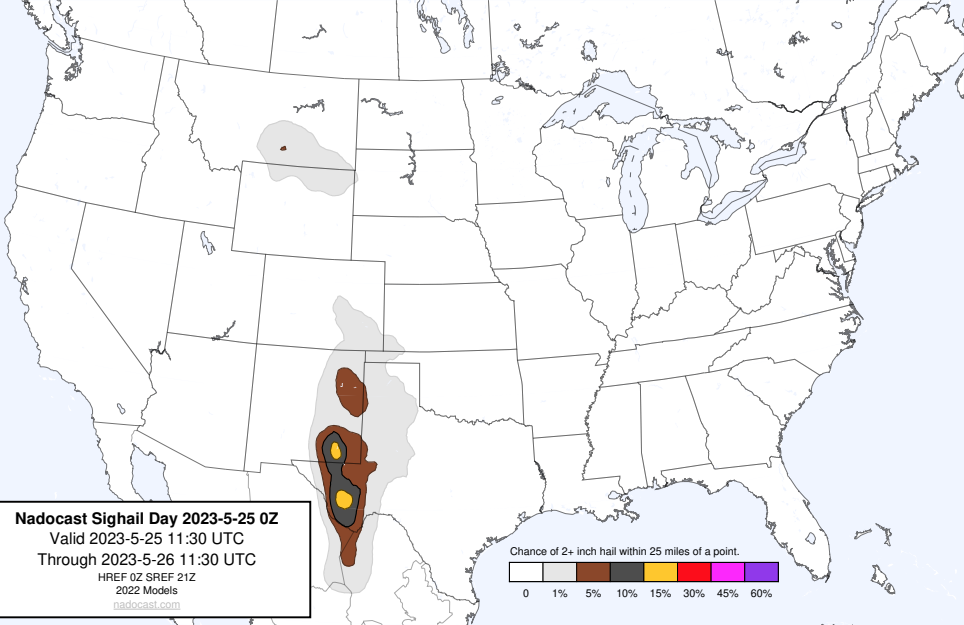 Nadocast Sighail Day 2023-5-25 0Z
Valid 2023-5-25 11:30 UTC
Through 2023-5-26 11:30 UTC
HREF 0Z SREF 21Z
2022 Models
nadocast.com
Chance of 2+ inch hail within 25 miles of a point.
0 1% 5% 10% 15% 30% 45% 60%